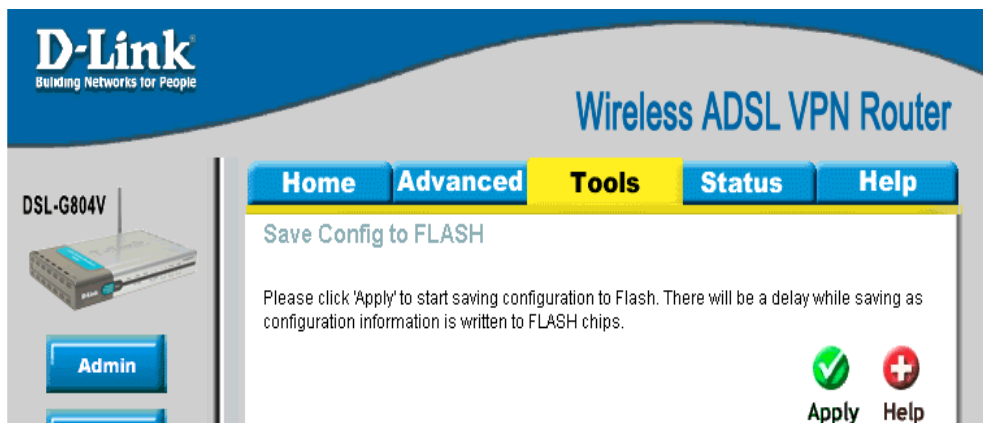 D-Link
Building Networks for People
Wireless ADSL VPN Router
Home
Advanced
Tools
Status
Help
DSL-G804V
Save Config to FLASH
Please click 'Apply' to start saving configuration to Flash. There will be a delay while saving as
configuration information is written to FLASH chips.
Admin
Apply
Help